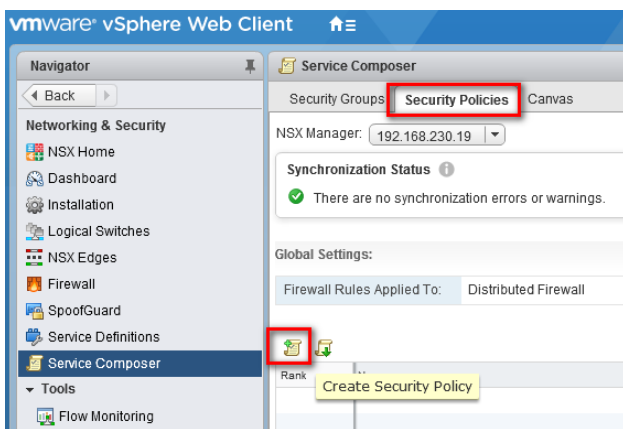 vmware® vSphere Web Client
Navigator
Back
Networking & Security
NSX Home
Dashboard
Installation
Logical Switches
NSX Edges
Firewall
SpoofGuard
Service Definitions
Service Composer
Tools
Flow Monitoring
Service Composer
Security Groups Security Policies Canvas
NSX Manager: 192.168.230.19
Synchronization Status
There are no synchronization errors or warnings.
Global Settings:
Firewall Rules Applied To: Distributed Firewall
Rank
Create Security Policy